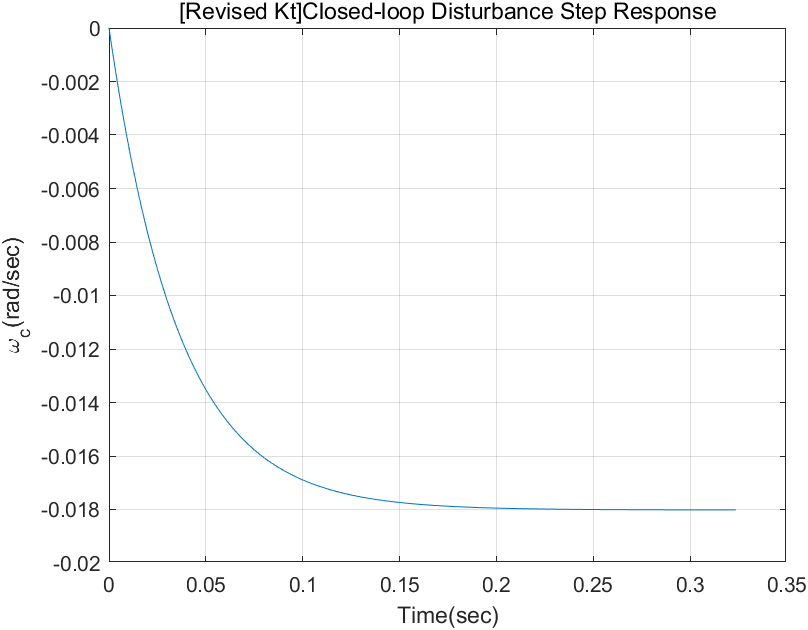 [Revised Kt]Closed-loop Disturbance Step Response
0
-0.002
-0.004
-0.006
-0.008
-0.01
-0.012
-0.014
-0.016
-0.018
-0.02
ω_c(rad/sec)
0 0.05 0.1 0.15 0.2 0.25 0.3 0.35
Time(sec)